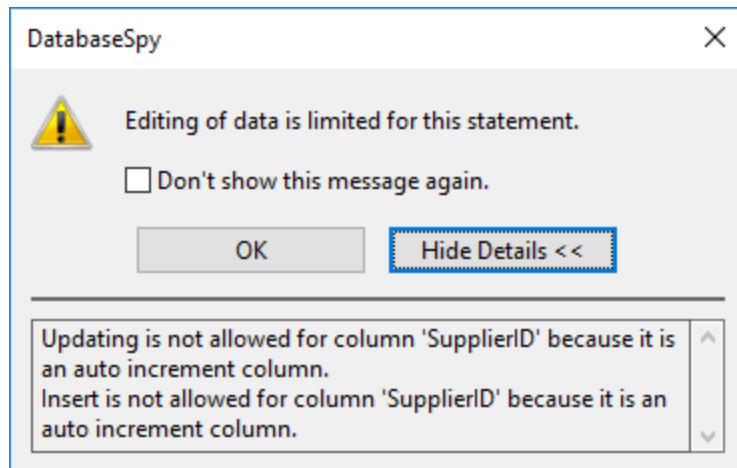 DatabaseSpy
Editing of data is limited for this statement.
Don't show this message again.
OK
Hide Details <<
Updating is not allowed for column 'SupplierID' because it is
an auto increment column.
Insert is not allowed for column 'SupplierID' because it is an
auto increment column.